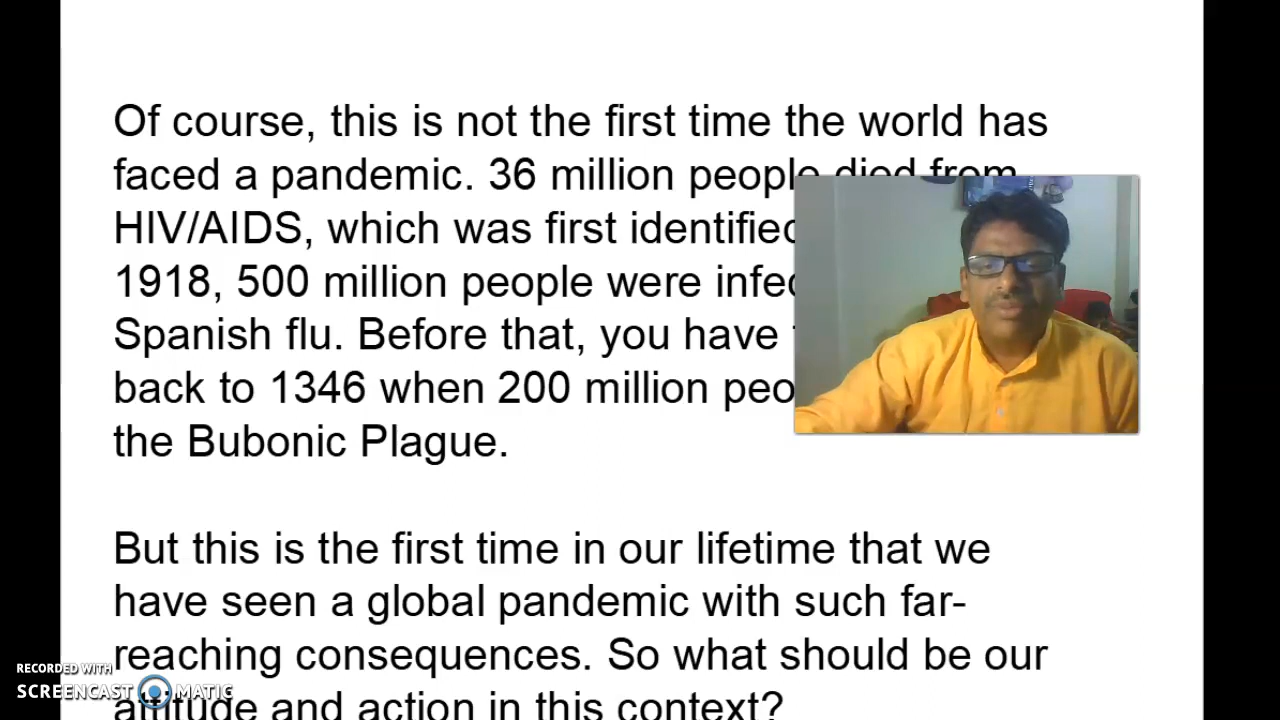 Of course, this is not the first time the world has
faced a pandemic. 36 million people died from
HIV/AIDS, which was first identified
1918, 500 million people were
Spanish flu. Before that, you have
back to 1346 when 200 million
the Bubonic Plague.
But this is the first time in our lifetime that we
have seen a global pandemic with such far-
reaching consequences. So what should be our
attitude and action in this context?
RECORDED WITH
SCREENCAST MATIC